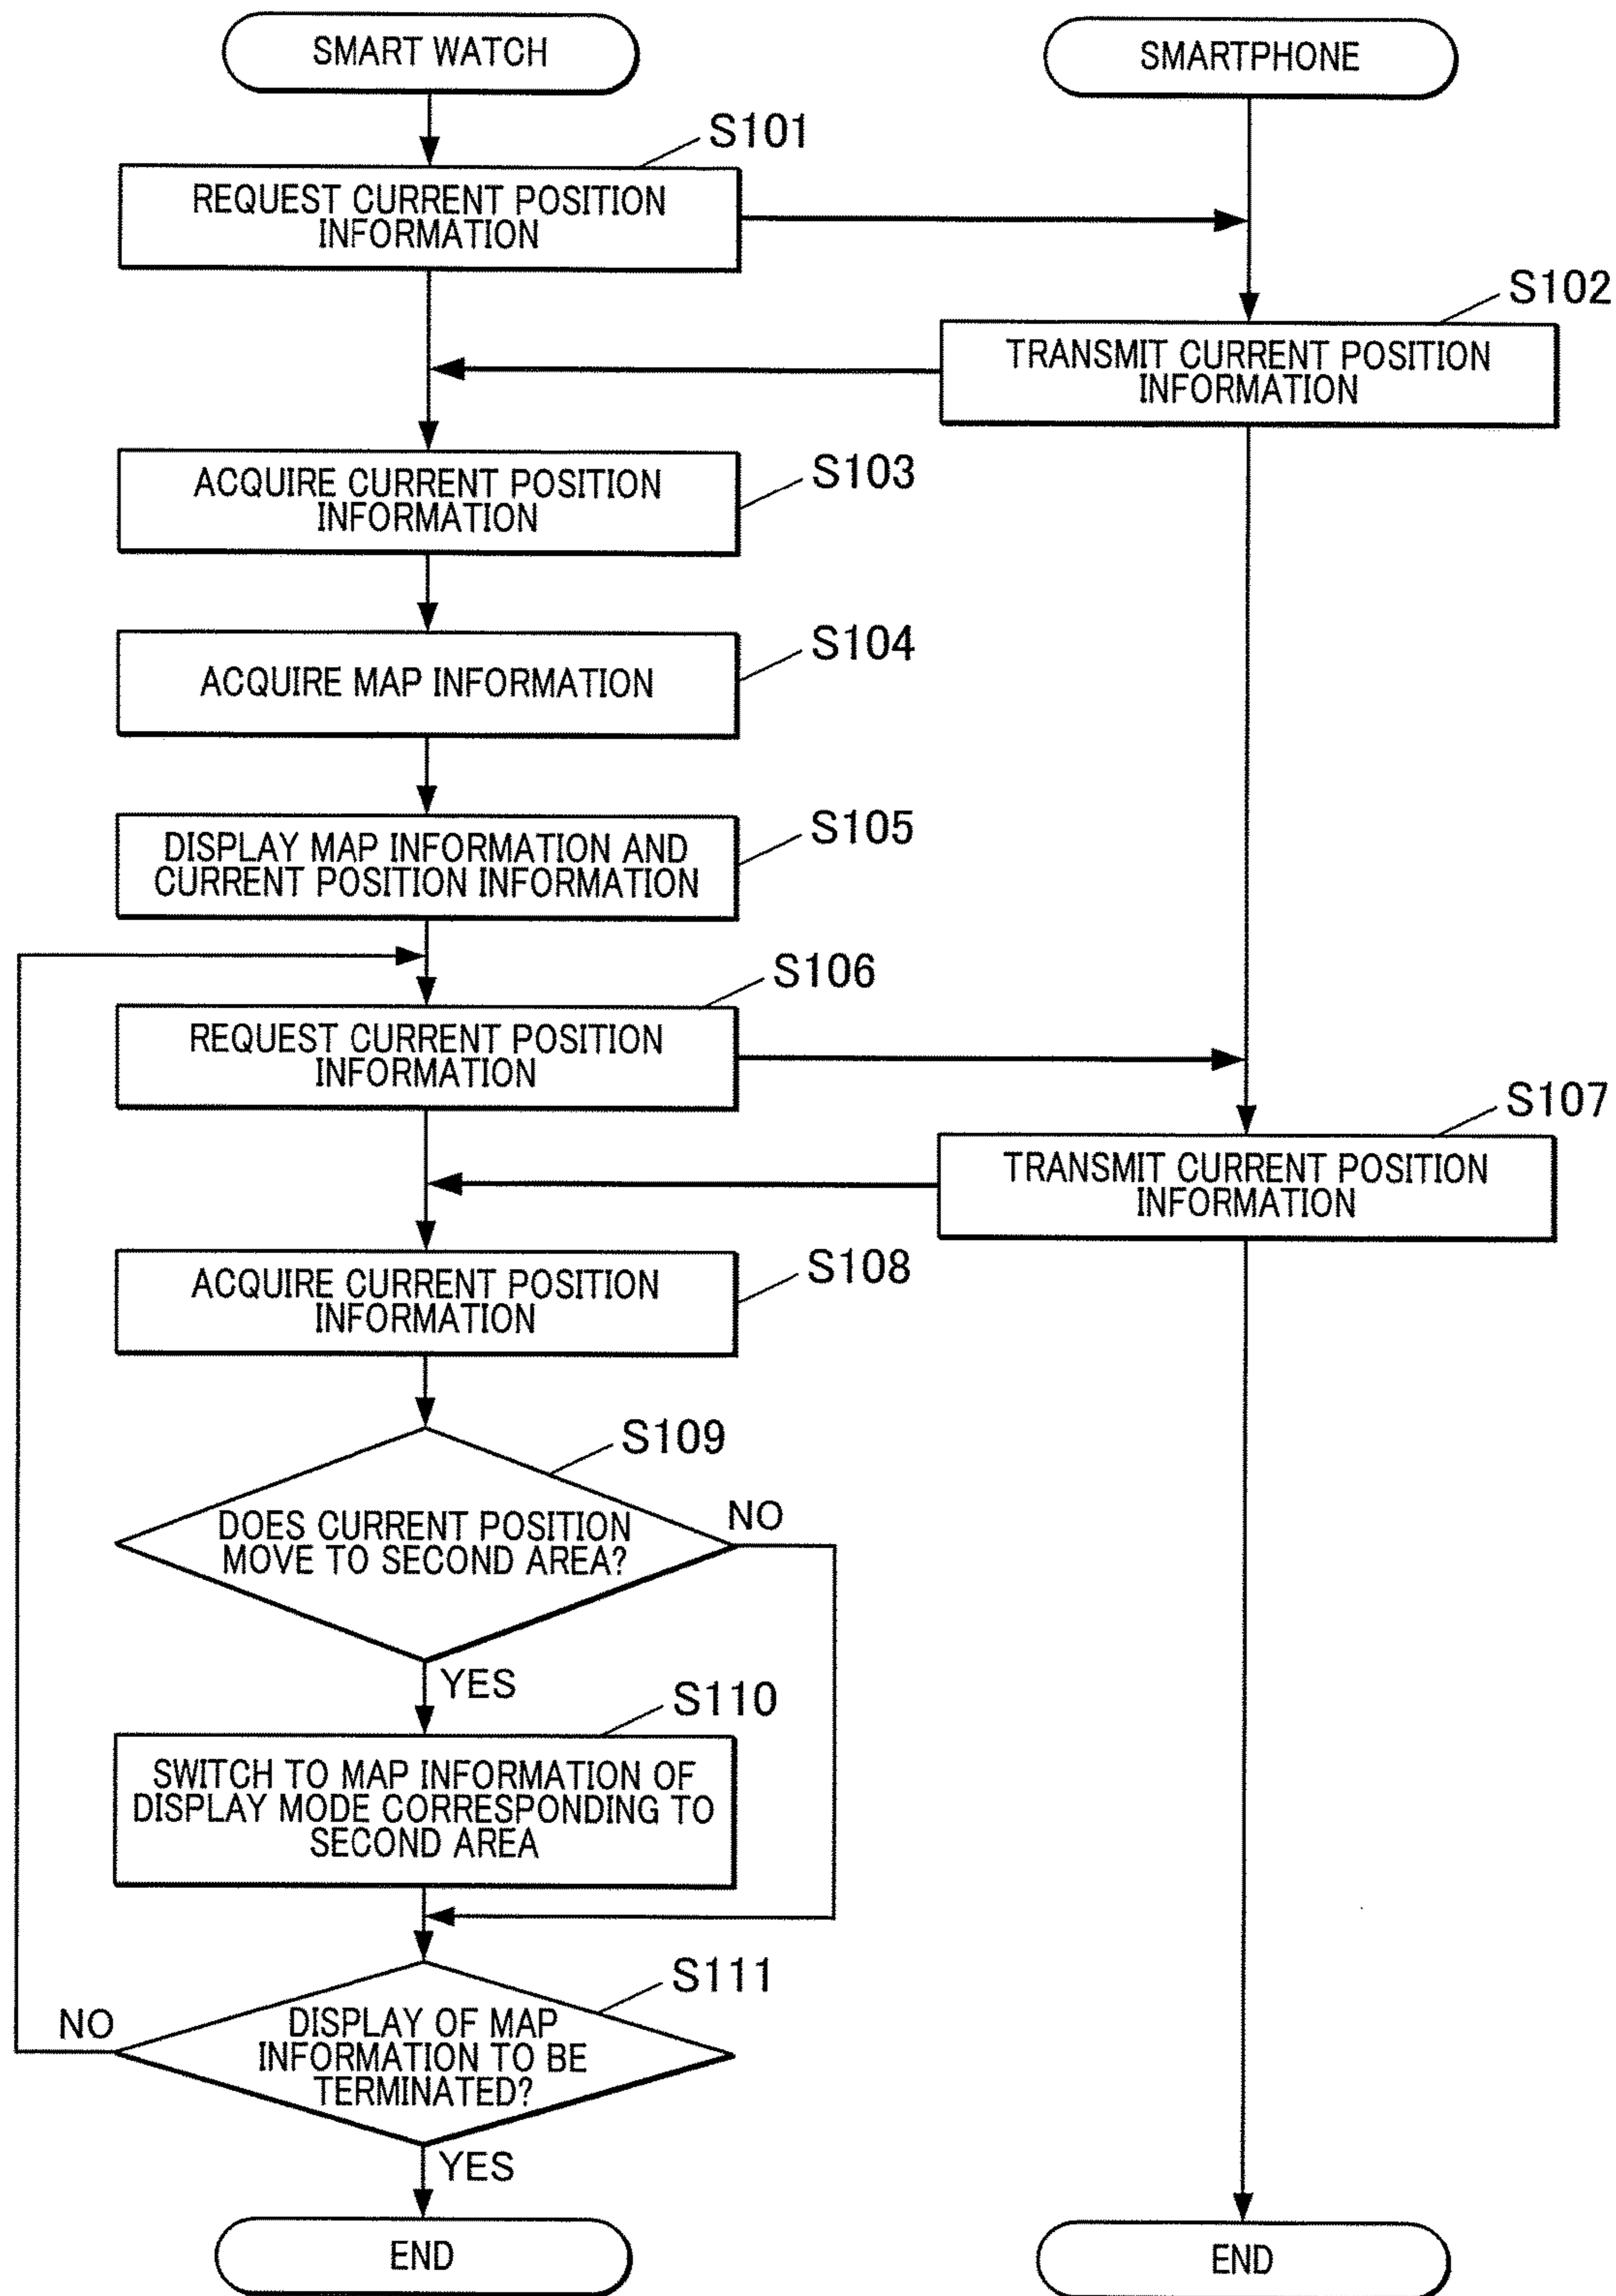 SMART WATCH
SMARTPHONE
S101
REQUEST CURRENT POSITION
INFORMATION
S102
TRANSMIT CURRENT POSITION
INFORMATION
S103
ACQUIRE CURRENT POSITION
INFORMATION
S104
ACQUIRE MAP INFORMATION
S105
DISPLAY MAP INFORMATION AND
CURRENT POSITION INFORMATION
S106
REQUEST CURRENT POSITION
INFORMATION
S107
TRANSMIT CURRENT POSITION
INFORMATION
S108
ACQUIRE CURRENT POSITION
INFORMATION
S109
DOES CURRENT POSITION
MOVE TO SECOND AREA?
NO
YES
S110
SWITCH TO MAP INFORMATION OF
DISPLAY MODE CORRESPONDING TO
SECOND AREA
S111
NO
DISPLAY OF MAP
INFORMATION TO BE
TERMINATED?
YES
END
END